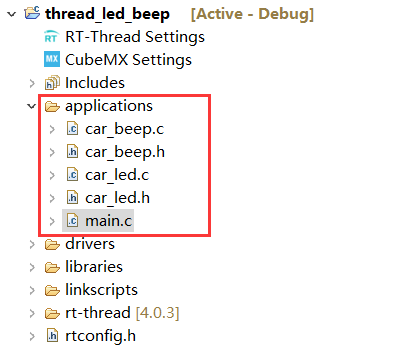 thread_led_beep [Active - Debug]
RT-Thread Settings
MX CubeMX Settings
Includes
applications
car_beep.c
car_beep.h
car_led.c
car_led.h
main.c
drivers
libraries
linkscripts
rt-thread [4.0.3]
rtconfig.h